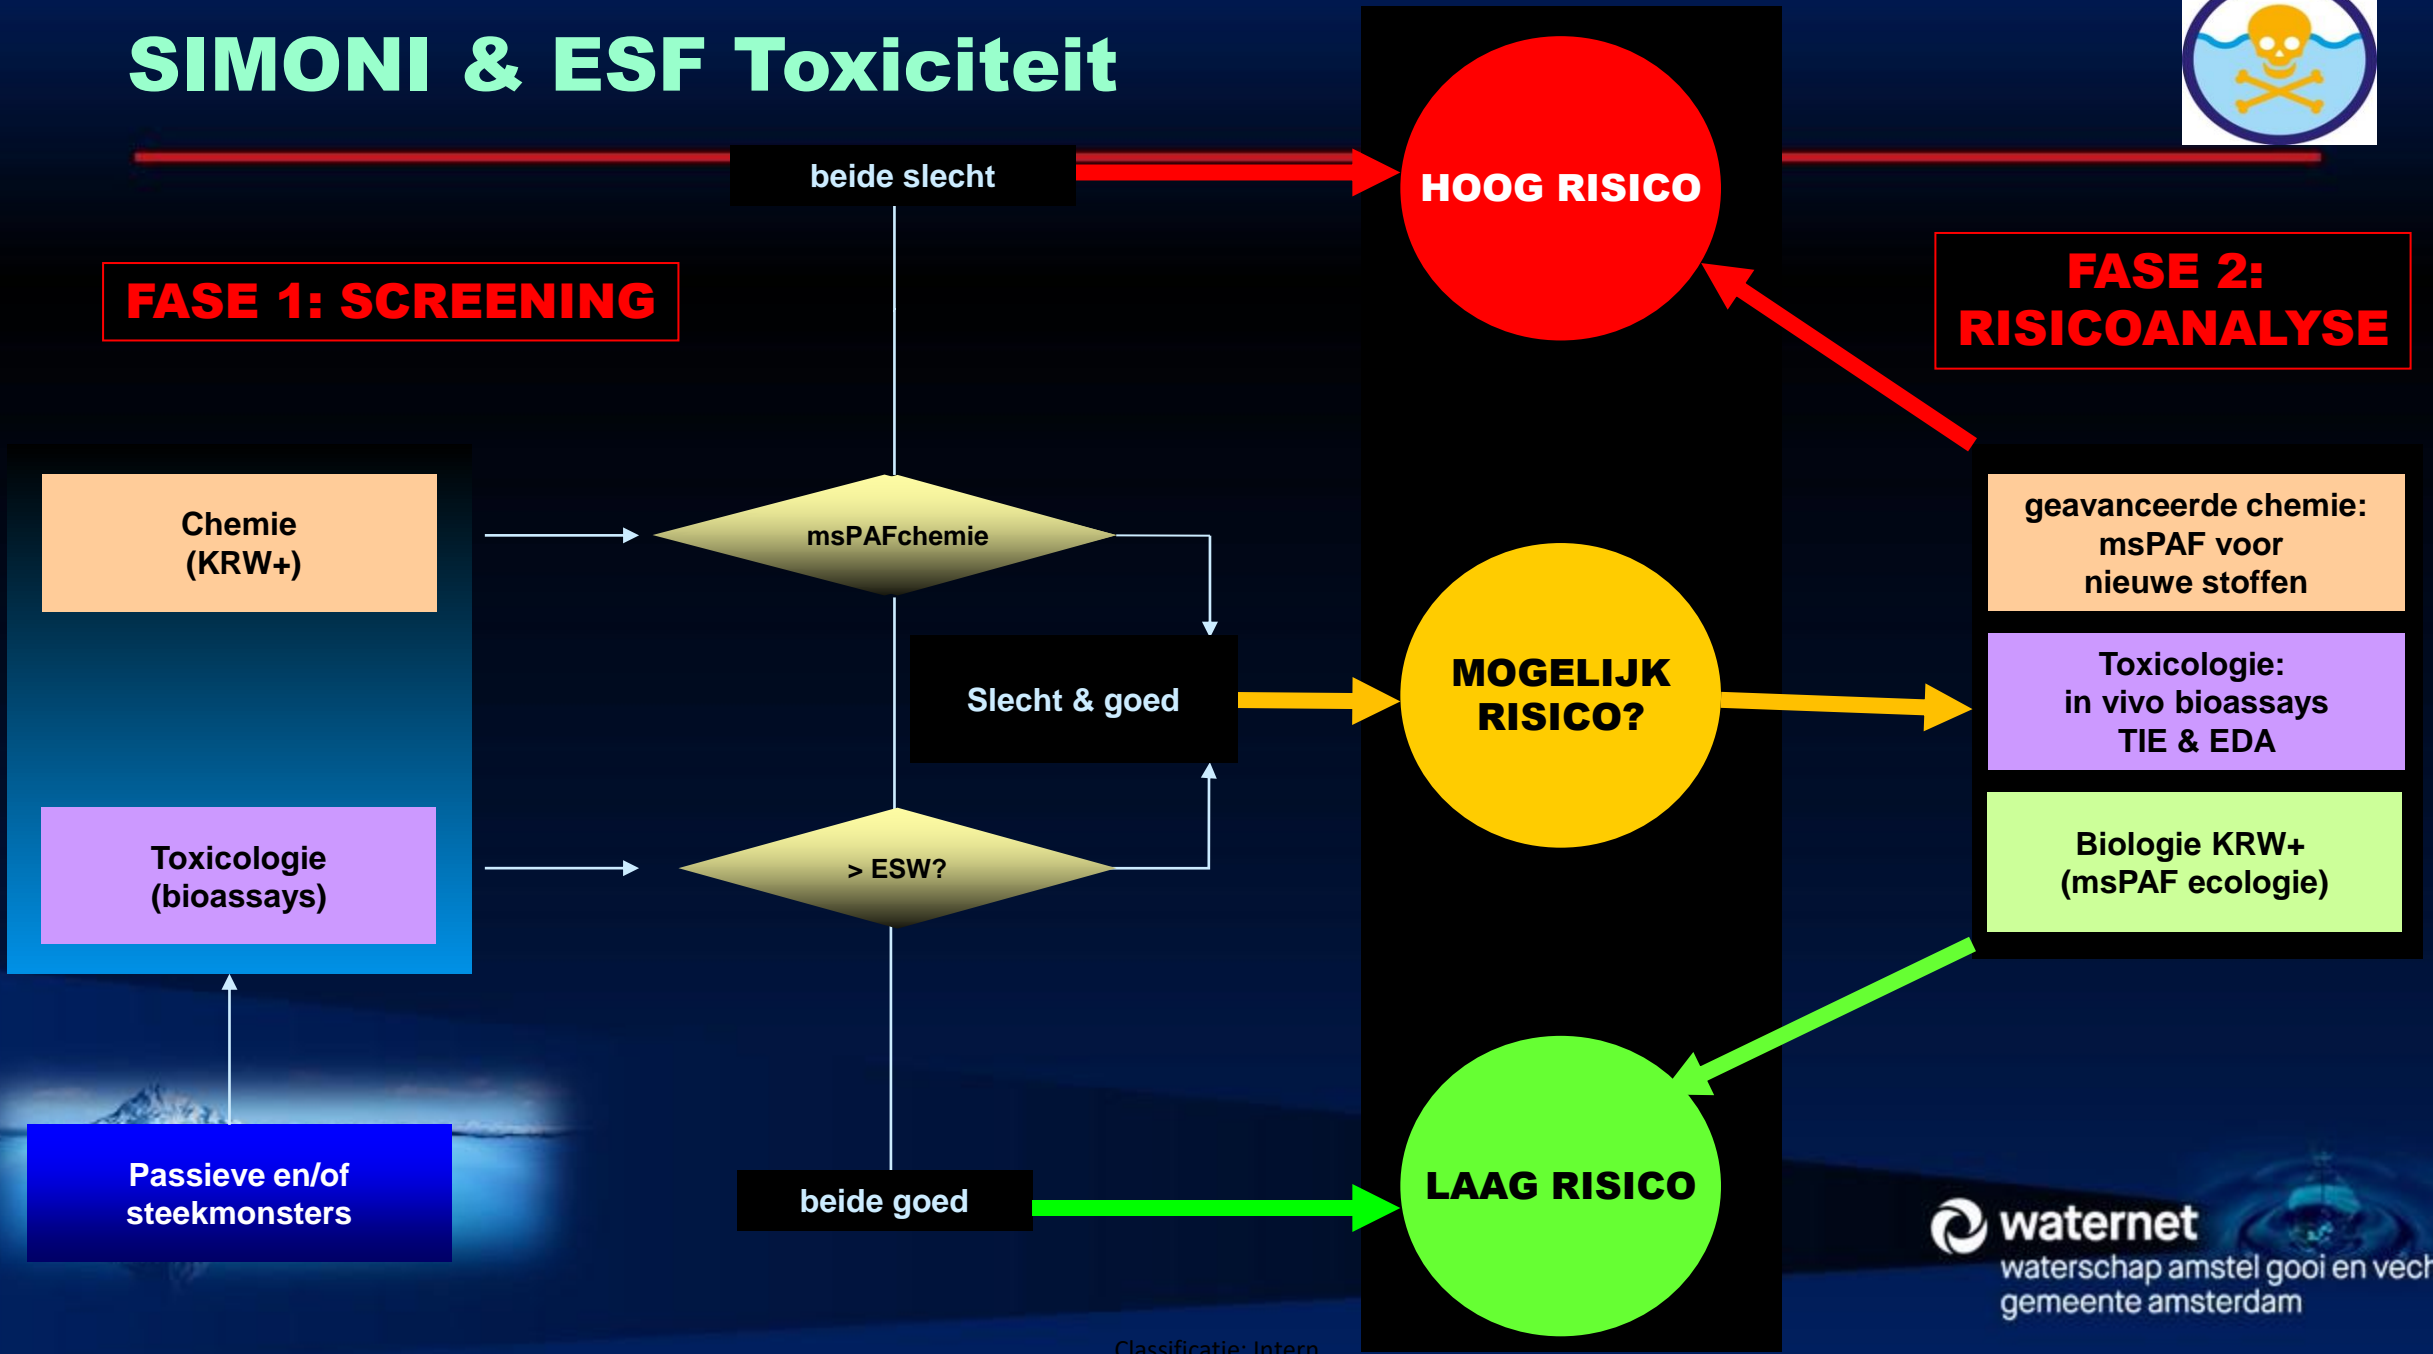 SIMONI & ESF Toxiciteit
beide slecht
HOOG RISICO
FASE 1: SCREENING
FASE 2:
RISICOANALYSE
Chemie
(KRW+)
msPAFchemie
geavanceerde chemie:
msPAF voor
nieuwe stoffen
Slecht & goed
MOGELIJK
RISICO?
Toxicologie:
in vivo bioassays
TIE & EDA
Toxicologie
(bioassays)
> ESW?
Biologie KRW+
(msPAF ecologie)
Passieve en/of
steekmonsters
beide goed
LAAG RISICO
waternet
waterschap amstel gooi en vech
gemeente amsterdam
Classificatie: Intern